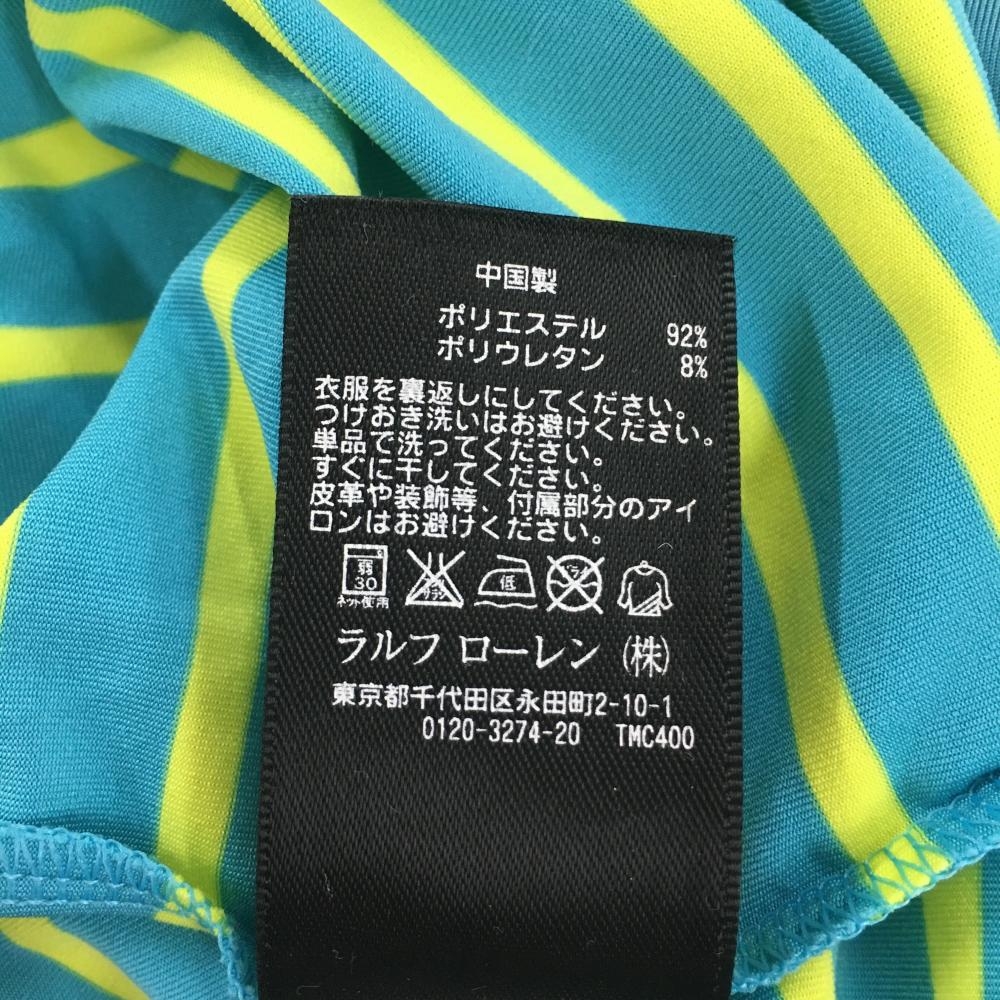 中国製
ポリエステル 92%
ポリウレタン 8%
衣服を裏返しにしてください。
つけおき洗いはお避けください。
単品で洗ってください。
すぐに干してください。
皮革や装飾等、付属部分のアイ
ロンはお避けください。
弱 30 サラシ 低 ドライ
ネット使用
ラルフ ローレン (株)
東京都千代田区永田町2-10-1
0120-3274-20 TMC400